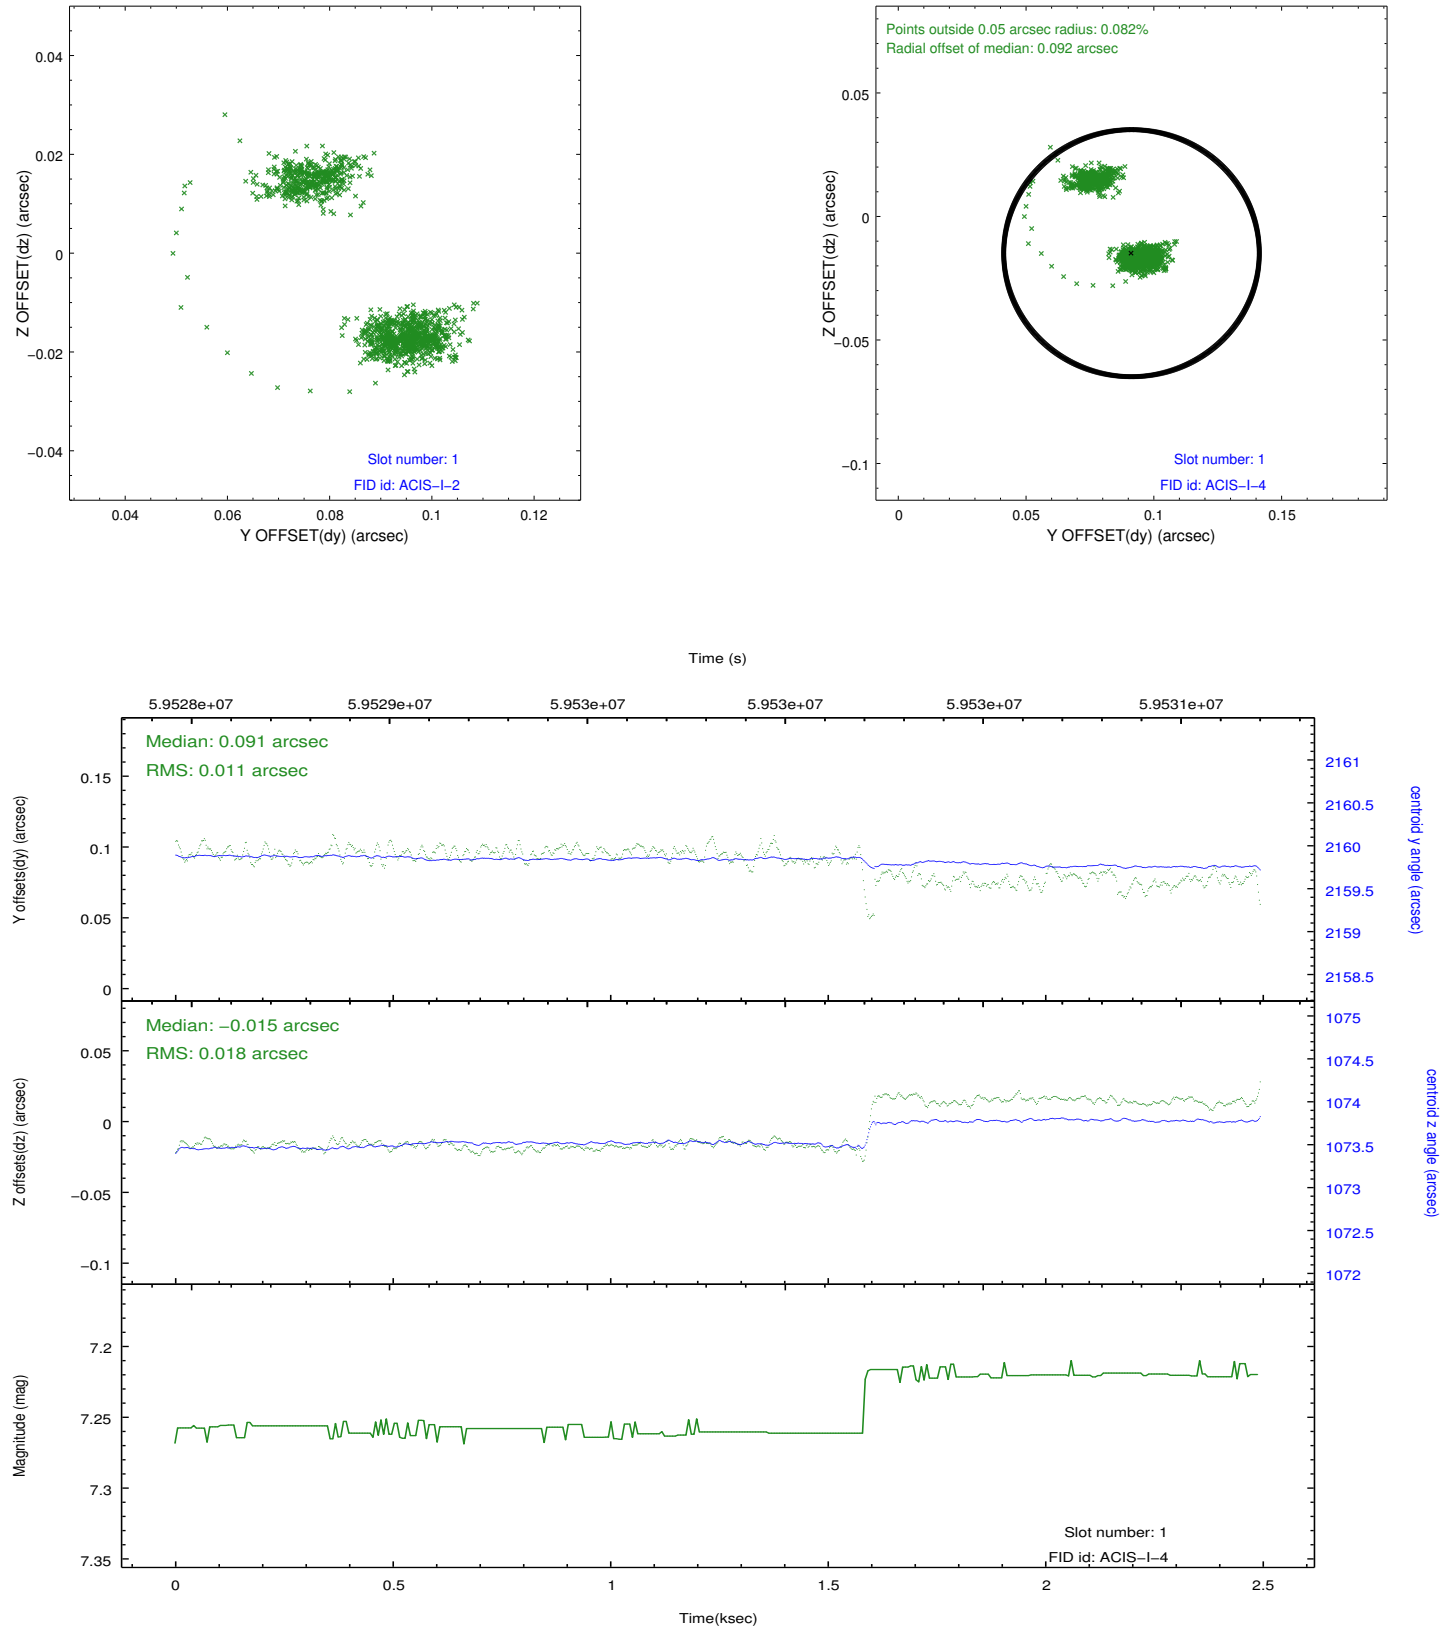 0.04
0.02
0
−0.02
−0.04
Z OFFSET(dz) (arcsec)
Slot number: 1
FID id: ACIS−I−2
0.04
0.06
0.08
0.1
0.12
Y OFFSET(dy) (arcsec)
Points outside 0.05 arcsec radius: 0.082%
Radial offset of median: 0.092 arcsec
0.05
0
−0.05
−0.1
Z OFFSET(dz) (arcsec)
Slot number: 1
FID id: ACIS−I−4
0
0.05
0.1
0.15
Y OFFSET(dy) (arcsec)
Time (s)
5.9528e+07
5.9529e+07
5.953e+07
5.953e+07
5.953e+07
5.9531e+07
Median: 0.091 arcsec
RMS: 0.011 arcsec
0.15
0.1
0.05
0
Y offsets(dy) (arcsec)
2161
2160.5
2160
2159.5
2159
2158.5
centroid y angle (arcsec)
Median: −0.015 arcsec
RMS: 0.018 arcsec
0.05
0
−0.05
−0.1
Z offsets(dz) (arcsec)
1075
1074.5
1074
1073.5
1073
1072.5
1072
centroid z angle (arcsec)
7.2
7.25
7.3
7.35
Magnitude (mag)
Slot number: 1
FID id: ACIS−I−4
0
0.5
1
1.5
2
2.5
Time(ksec)